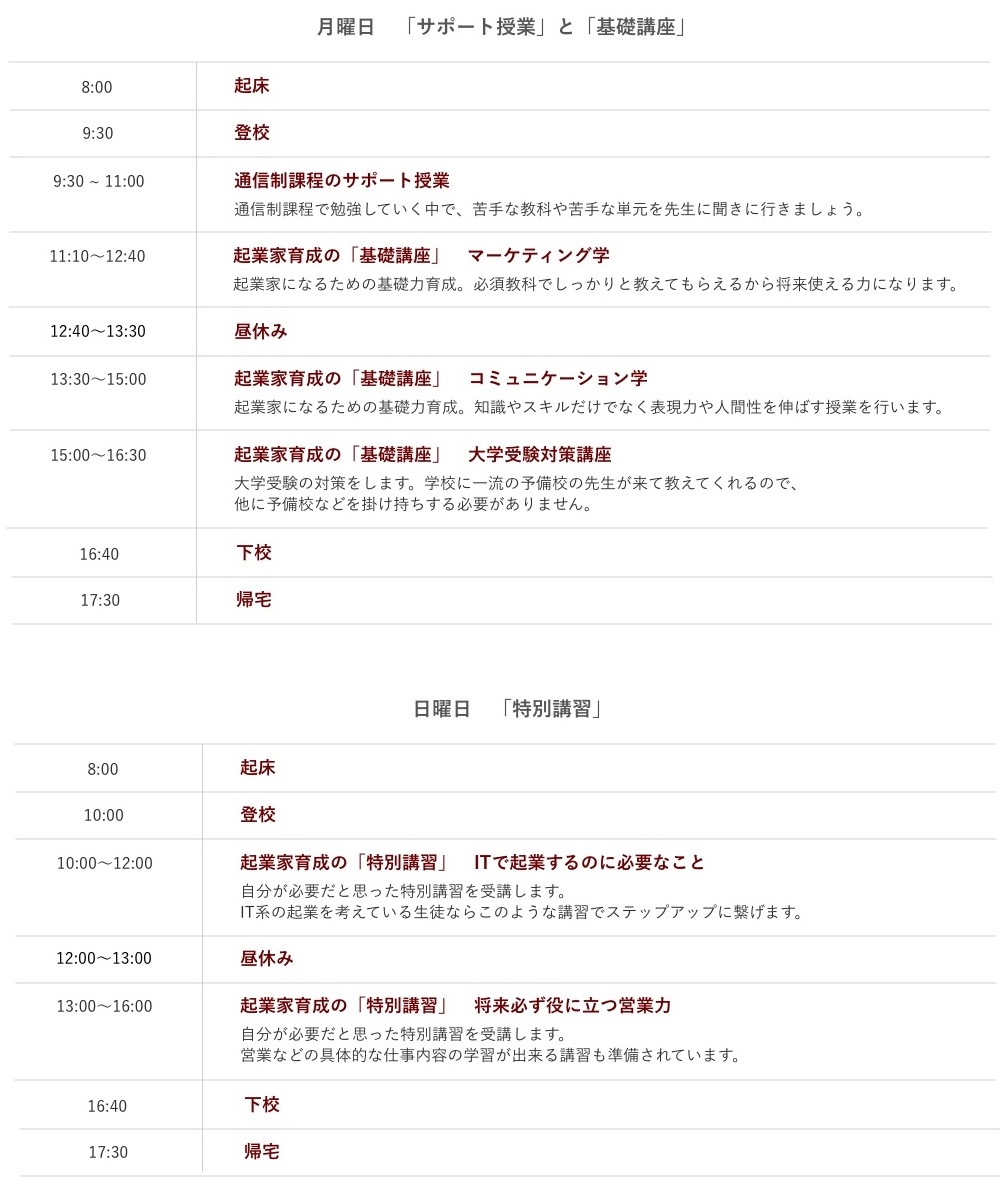 月曜日　「サポート授業」と「基礎講座」
8:00
起床
9:30
登校
9:30 ~ 11:00
通信制課程のサポート授業
通信制課程で勉強していく中で、苦手な教科や苦手な単元を先生に聞きに行きましょう。
11:10〜12:40
起業家育成の「基礎講座」　マーケティング学
起業家になるための基礎力育成。必須教科でしっかりと教えてもらえるから将来使える力になります。
12:40〜13:30
昼休み
13:30〜15:00
起業家育成の「基礎講座」　コミュニケーション学
起業家になるための基礎力育成。知識やスキルだけでなく表現力や人間性を伸ばす授業を行います。
15:00〜16:30
起業家育成の「基礎講座」　大学受験対策講座
大学受験の対策をします。学校に一流の予備校の先生が来て教えてくれるので、
他に予備校などを掛け持ちする必要がありません。
16:40
下校
17:30
帰宅
日曜日　「特別講習」
8:00
起床
10:00
登校
10:00〜12:00
起業家育成の「特別講習」　ITで起業するのに必要なこと
自分が必要だと思った特別講習を受講します。
IT系の起業を考えている生徒ならこのような講習でステップアップに繋げます。
12:00〜13:00
昼休み
13:00〜16:00
起業家育成の「特別講習」　将来必ず役に立つ営業力
自分が必要だと思った特別講習を受講します。
営業などの具体的な仕事内容の学習が出来る講習も準備されています。
16:40
下校
17:30
帰宅